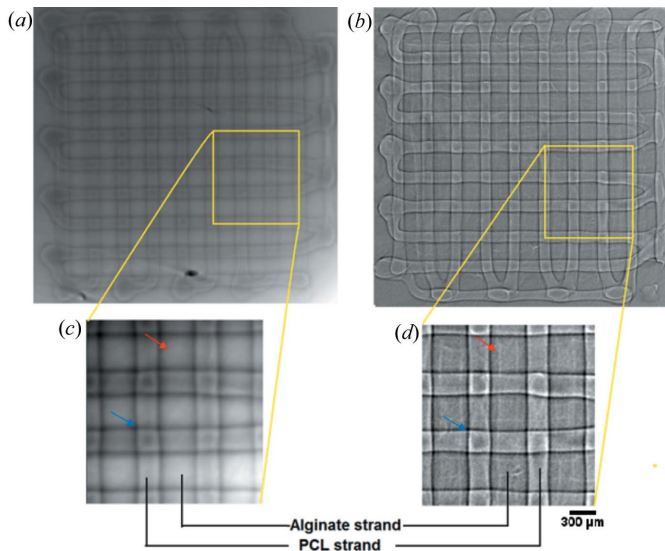 (a)
(b)
(c)
(d)
Alginate strand
PCL strand
300 µm